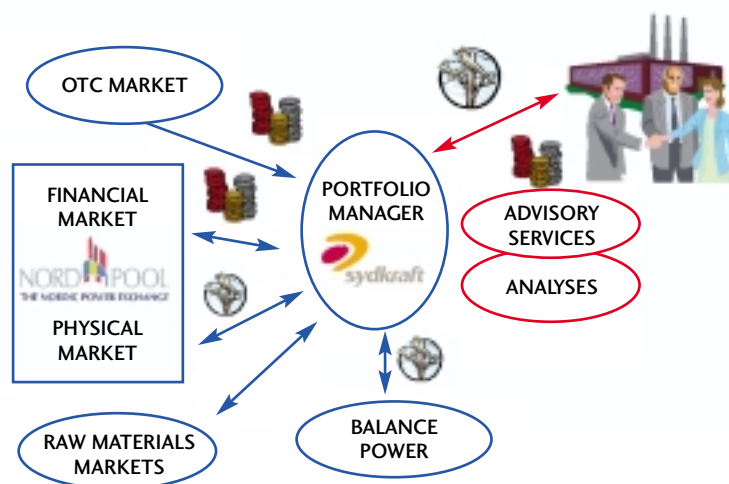 OTC MARKET
FINANCIAL
MARKET
NORD POOL
THE NORDIC POWER EXCHANGE
PHYSICAL
MARKET
RAW MATERIALS
MARKETS
PORTFOLIO
MANAGER
sydkraft
BALANCE
POWER
ADVISORY
SERVICES
ANALYSES